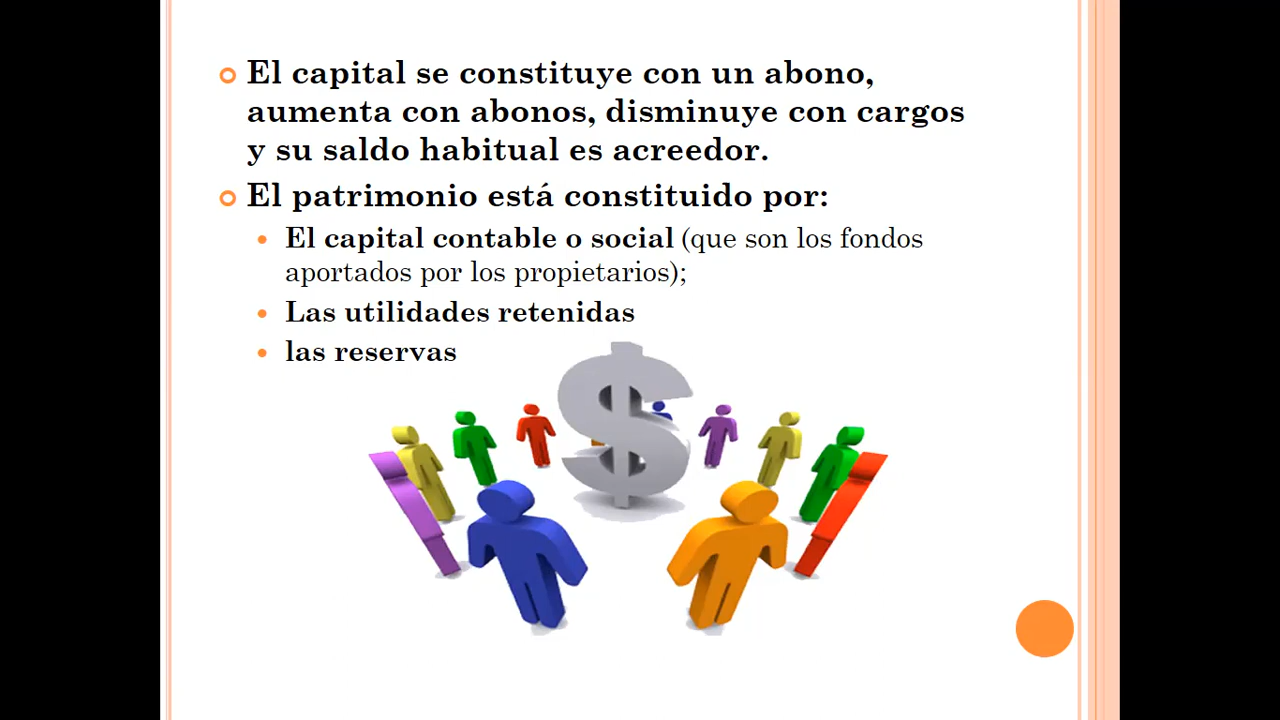 El capital se constituye con un abono,
aumenta con abonos, disminuye con cargos
y su saldo habitual es acreedor.
El patrimonio está constituido por:
El capital contable o social (que son los fondos
aportados por los propietarios);
Las utilidades retenidas
las reservas
$